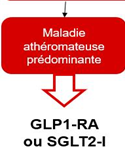 Maladie
athéromateuse
prédominante
GLP1-RA
ou SGLT2-I